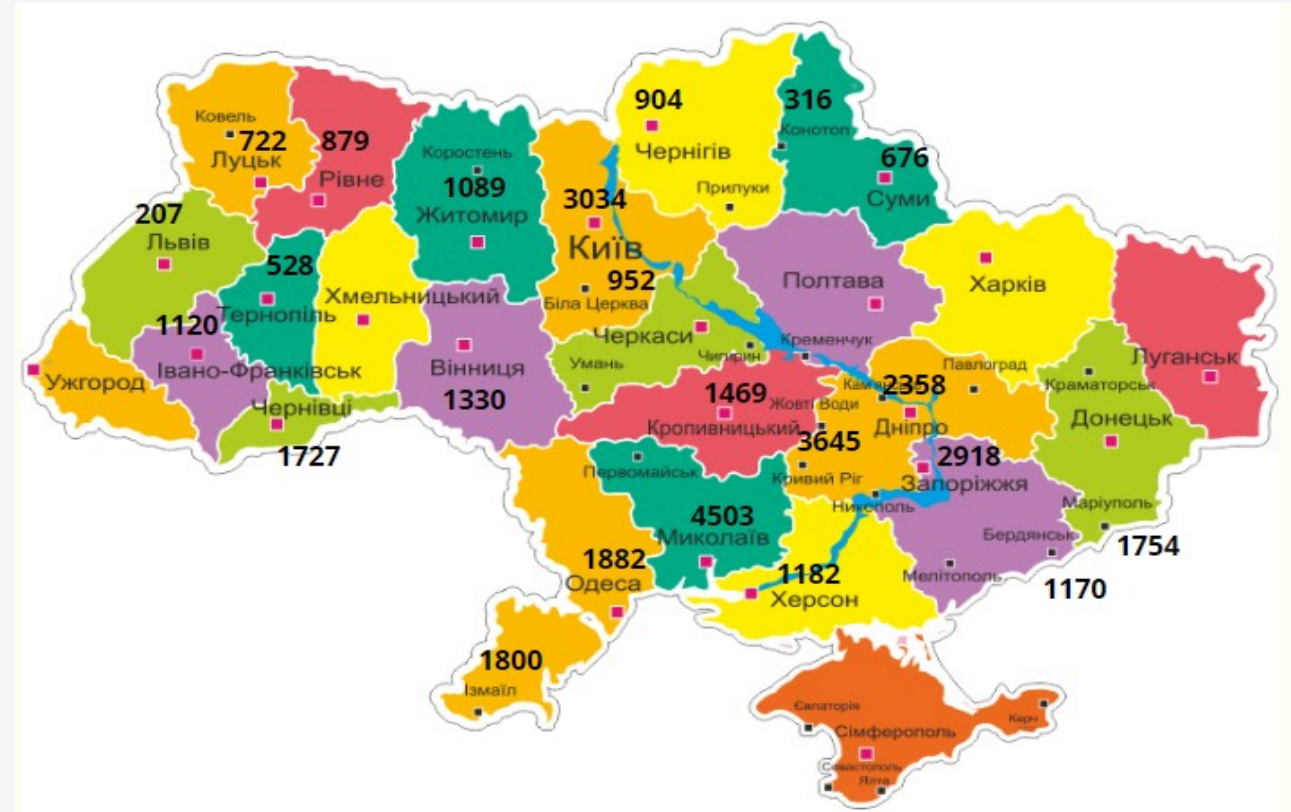 904
316
Ковель
722
879
Конотоп
Коростень
Чернігів
676
Луцьк
Рівне
1089
Прилуки
Суми
3034
207
Житомир
Львів
Київ
528
952
Полтава
Харків
Хмельницький
Біла Церква
Тернопіль
1120
Черкаси
Кременчук
Чигирин
Луганськ
Умань
Павлоград
Ужгород
Івано-Франківськ
Вінниця
Краматорськ
2358
1469
Жовті Води
Чернівці
1330
Донецьк
Кропивницький
Дніпро
3645
1727
2918
Первомайськ
Кривий Ріг
Запоріжжя
Нікополь
Маріуполь
4503
Миколаїв
Бердянськ
1754
1882
1182
Мелітополь
Одеса
1170
Херсон
1800
Ізмаїл
Євпаторія
Керч
Сімферополь
Севастополь
Ялта